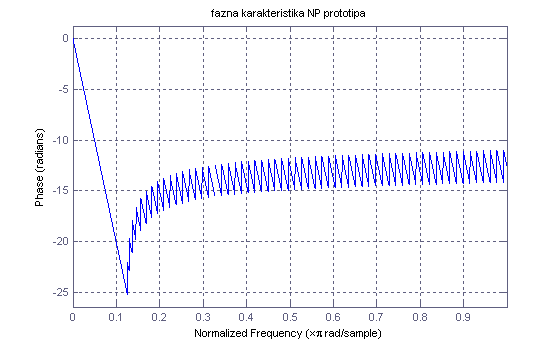 fazna karakteristika NP prototipa
Phase (radians)
0
-5
-10
-15
-20
-25
0 0.1 0.2 0.3 0.4 0.5 0.6 0.7 0.8 0.9
Normalized Frequency (×π rad/sample)